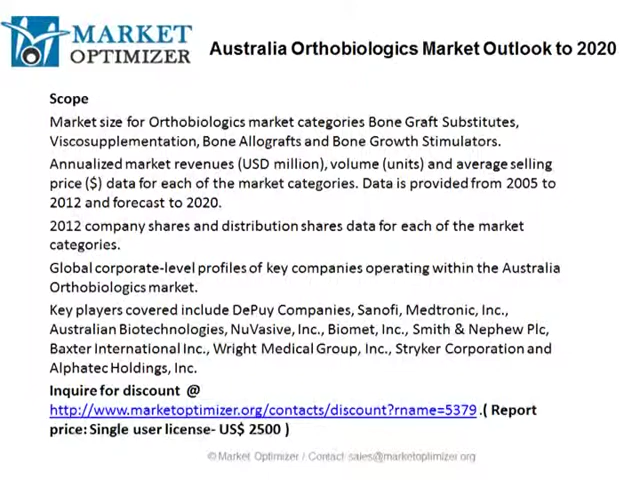 MARKET
OPTIMIZER
Australia Orthobiologics Market Outlook to 2020
Scope
Market size for Orthobiologics market categories Bone Graft Substitutes,
Viscosupplementation, Bone Allografts and Bone Growth Stimulators.
Annualized market revenues (USD million), volume (units) and average selling
price ($) data for each of the market categories. Data is provided from 2005 to
2012 and forecast to 2020.
2012 company shares and distribution shares data for each of the market
categories.
Global corporate-level profiles of key companies operating within the Australia
Orthobiologics market.
Key players covered include DePuy Companies, Sanofi, Medtronic, Inc.,
Australian Biotechnologies, NuVasive, Inc., Biomet, Inc., Smith & Nephew Plc,
Baxter International Inc., Wright Medical Group, Inc., Stryker Corporation and
Alphatec Holdings, Inc.
Inquire for discount @
http://www.marketoptimizer.org/contacts/discount?rname=5379 .( Report
price: Single user license- US$ 2500 )
© Market Optimizer / Contact: sales@marketoplimizer.org